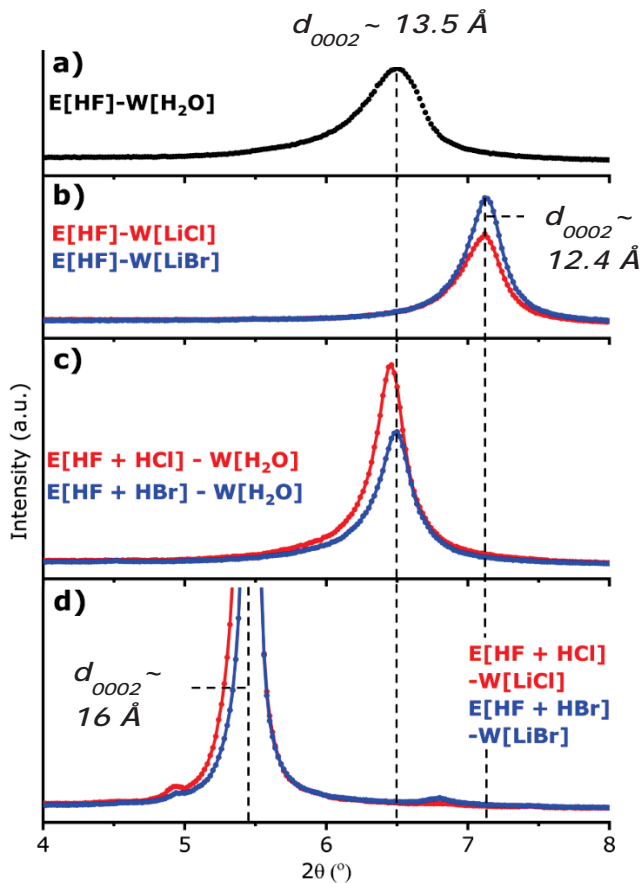 d0002 ~ 13.5 Å
a)
E[HF]-W[H2O]
b)
E[HF]-W[LiCl]
E[HF]-W[LiBr]
d0002 ~
12.4 Å
c)
E[HF + HCl] - W[H2O]
E[HF + HBr] - W[H2O]
Intensity (a.u.)
d)
d0002 ~
16 Å
E[HF + HCl]
-W[LiCl]
E[HF + HBr]
-W[LiBr]
4 5 6 7 8
2θ (°)